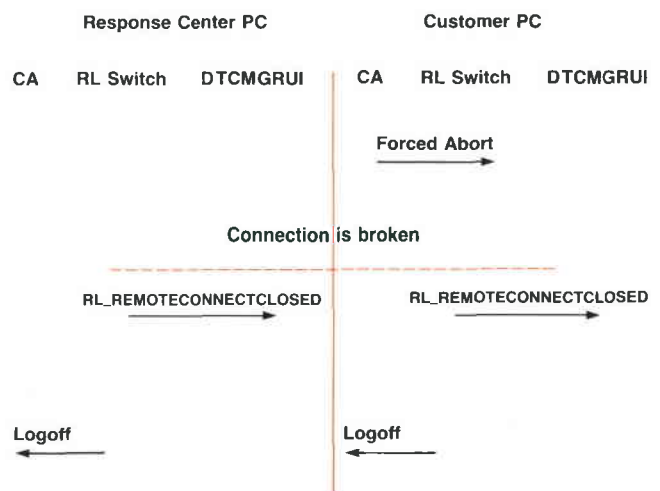 Response Center PC Customer PC
CA RL Switch DTCMGRUI CA RL Switch DTCMGRUI
Forced Abort
Connection is broken
RL_REMOTECONNECTCLOSED RL_REMOTECONNECTCLOSED
Logoff Logoff